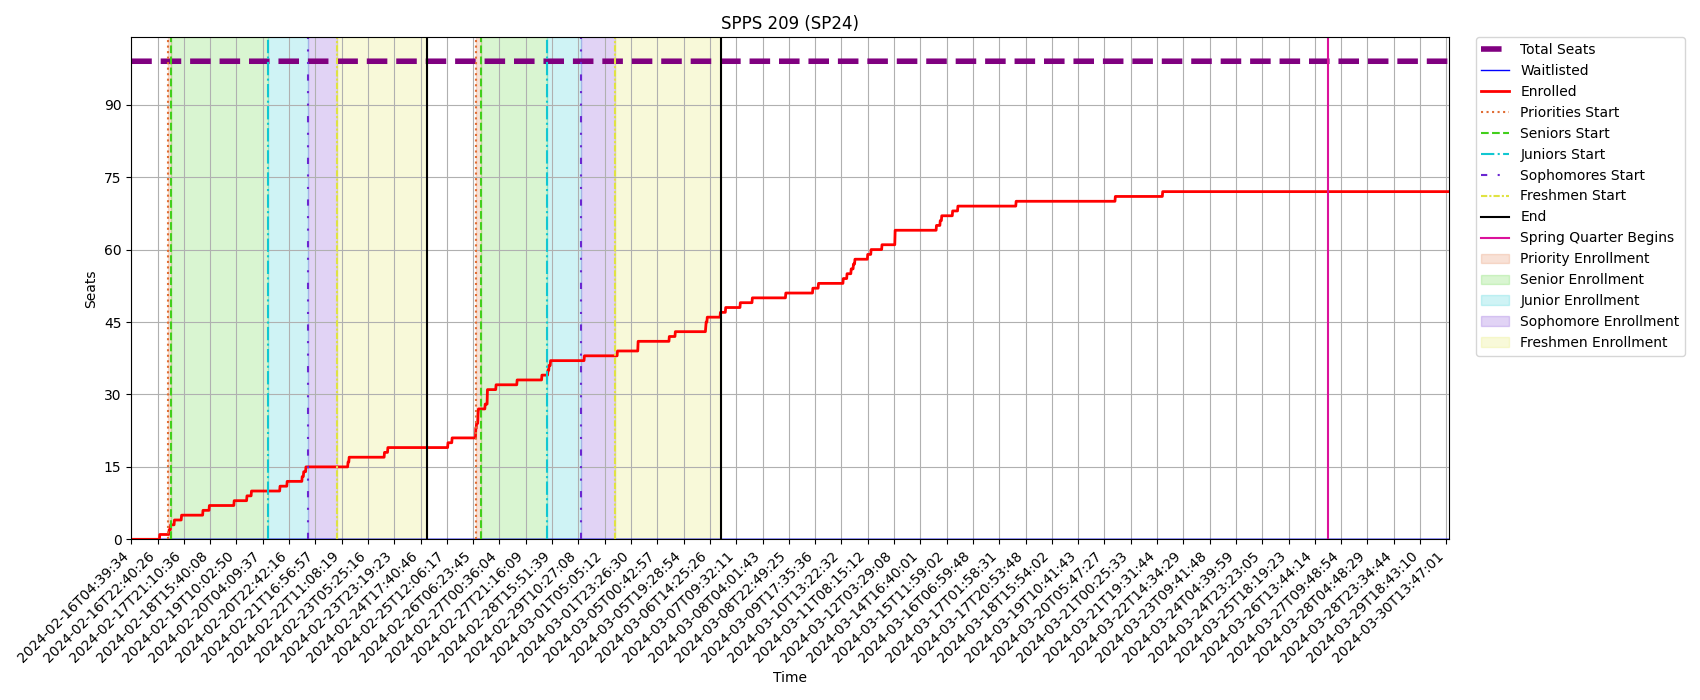 SPPS 209 (SP24)
Seats
90
75
60
45
30
15
0
2024-02-16T04:39:34
2024-02-16T22:40:26
2024-02-17T21:10:36
2024-02-18T15:40:08
2024-02-19T10:02:50
2024-02-20T04:09:37
2024-02-20T22:42:16
2024-02-21T16:56:57
2024-02-22T11:08:19
2024-02-23T05:25:16
2024-02-23T23:19:23
2024-02-24T17:40:46
2024-02-25T12:06:17
2024-02-26T06:23:45
2024-02-27T00:36:04
2024-02-27T21:16:09
2024-02-28T15:51:39
2024-02-29T10:27:08
2024-03-01T05:05:12
2024-03-01T23:26:30
2024-03-05T00:42:57
2024-03-05T19:28:54
2024-03-06T14:25:26
2024-03-07T09:32:11
2024-03-08T04:01:43
2024-03-08T22:49:25
2024-03-09T17:35:36
2024-03-10T13:22:32
2024-03-11T08:15:12
2024-03-12T03:29:08
2024-03-14T16:40:01
2024-03-15T11:59:02
2024-03-16T06:59:48
2024-03-17T01:58:31
2024-03-17T20:53:48
2024-03-18T15:54:02
2024-03-19T10:41:43
2024-03-20T05:47:27
2024-03-21T00:25:33
2024-03-21T19:31:44
2024-03-22T14:34:29
2024-03-23T09:41:48
2024-03-24T04:39:59
2024-03-24T23:23:05
2024-03-25T18:19:23
2024-03-26T13:44:14
2024-03-27T09:48:54
2024-03-28T04:48:29
2024-03-28T23:34:44
2024-03-29T18:43:10
2024-03-30T13:47:01
Time
Total Seats
Waitlisted
Enrolled
Priorities Start
Seniors Start
Juniors Start
Sophomores Start
Freshmen Start
End
Spring Quarter Begins
Priority Enrollment
Senior Enrollment
Junior Enrollment
Sophomore Enrollment
Freshmen Enrollment